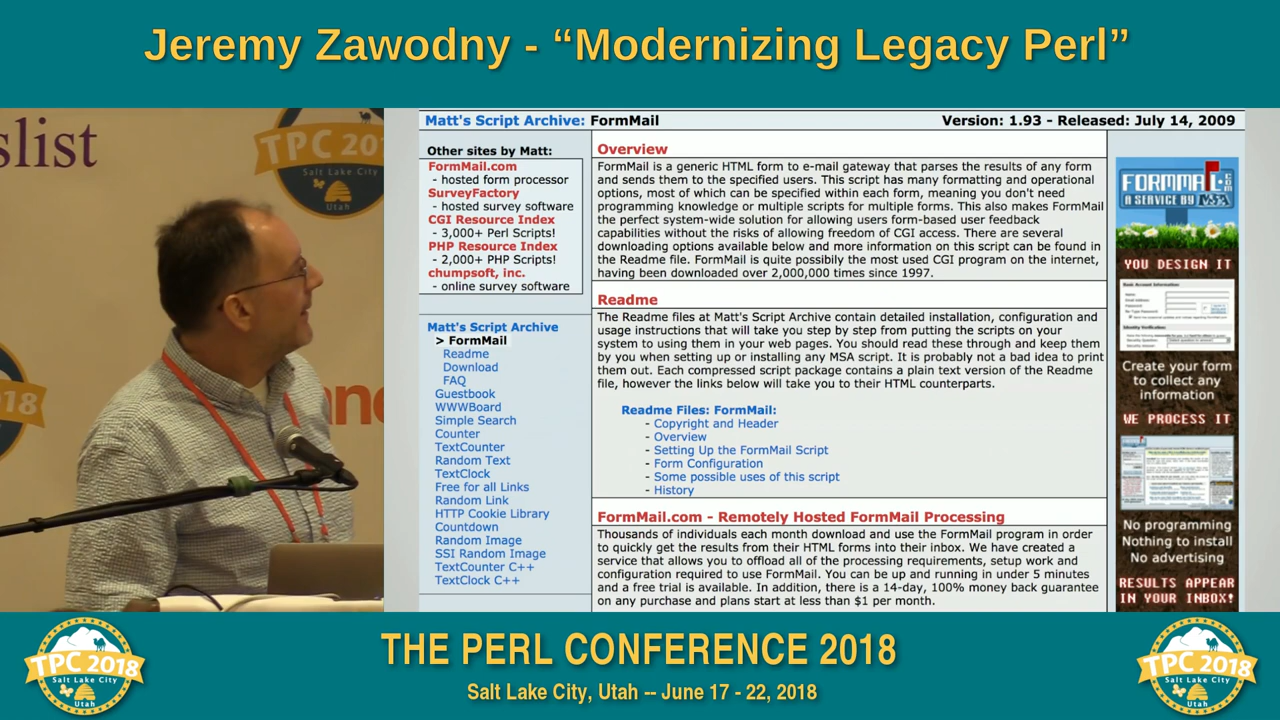 Jeremy Zawodny - “Modernizing Legacy Perl”
slist
TPC 201
Salt Lake City
Utah
18
Matt's Script Archive: FormMail
Version: 1.93 - Released: July 14, 2009
Other sites by Matt:
FormMail.com
- hosted form processor
SurveyFactory
- hosted survey software
CGI Resource Index
- 3,000+ Perl Scripts!
PHP Resource Index
- 2,000+ PHP Scripts!
chumpsoft, inc.
- online survey software
Matt's Script Archive
> FormMail
Readme
Download
FAQ
Guestbook
WWWBoard
Simple Search
Counter
TextCounter
Random Text
TextClock
Free for all Links
Random Link
HTTP Cookie Library
Countdown
Random Image
SSI Random Image
TextCounter C++
TextClock C++
Overview
FormMail is a generic HTML form to e-mail gateway that parses the results of any form
and sends them to the specified users. This script has many formatting and operational
options, most of which can be specified within each form, meaning you don't need
programming knowledge or multiple scripts for multiple forms. This also makes FormMail
the perfect system-wide solution for allowing users form-based user feedback
capabilities without the risks of allowing freedom of CGI access. There are several
downloading options available below and more information on this script can be found in
the Readme file. FormMail is quite possibily the most used CGI program on the internet,
having been downloaded over 2,000,000 times since 1997.
Readme
The Readme files at Matt's Script Archive contain detailed installation, configuration and
usage instructions that will take you step by step from putting the scripts on your
system to using them in your web pages. You should read these through and keep them
by you when setting up or installing any MSA script. It is probably not a bad idea to print
them out. Each compressed script package contains a plain text version of the Readme
file, however the links below will take you to their HTML counterparts.
Readme Files: FormMail:
- Copyright and Header
- Overview
- Setting Up the FormMail Script
- Form Configuration
- Some possible uses of this script
- History
FormMail.com - Remotely Hosted FormMail Processing
Thousands of individuals each month download and use the FormMail program in order
to quickly get the results from their HTML forms into their inbox. We have created a
service that allows you to offload all of the processing requirements, setup work and
configuration required to use FormMail. You can be up and running in under 5 minutes
and a free trial is available. In addition, there is a 14-day, 100% money back guarantee
on any purchase and plans start at less than $1 per month.
FORMMAIL.COM
A SERVICE BY MSA
YOU DESIGN IT
Create your form
to collect any
information
WE PROCESS IT
No programming
Nothing to install
No advertising
RESULTS APPEAR
IN YOUR INBOX!
TPC 2018
Salt Lake City
Utah
THE PERL CONFERENCE 2018
Salt Lake City, Utah -- June 17 - 22, 2018
TPC 2018
Salt Lake City
Utah